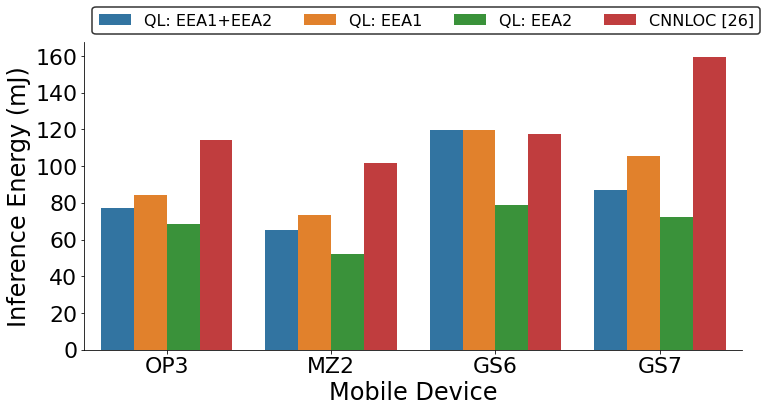 QL: EEA1+EEA2 QL: EEA1 QL: EEA2 CNNLOC [26]
Inference Energy (mJ)
160
140
120
100
80
60
40
20
0
OP3 MZ2 GS6 GS7
Mobile Device